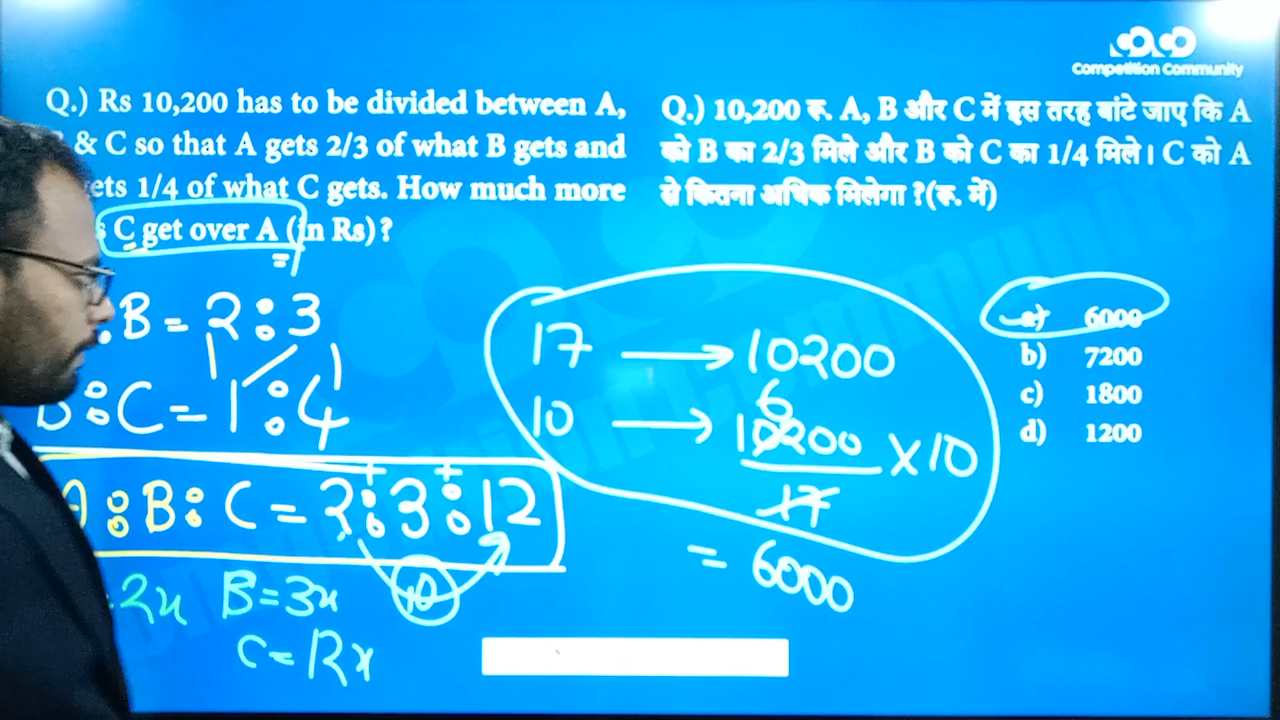 Competition Community
Q.) Rs 10,200 has to be divided between A,
& C so that A gets 2/3 of what B gets and
ets 1/4 of what C gets. How much more
C get over A (in Rs)?
Q.) 10,200 रू. A, B और C में इस तरह बांटे जाए कि A
को B का 2/3 मिले और B को C का 1/4 मिले। C को A
से कितना अधिक मिलेगा ?(रू. में)
B = 2:3
B:C = 1:4
A:B:C = 2:3:12
10
2x B=3x
C=12x
17 → 10200
6
10 → 10200 × 10
17
= 6000
a) 6000
b) 7200
c) 1800
d) 1200